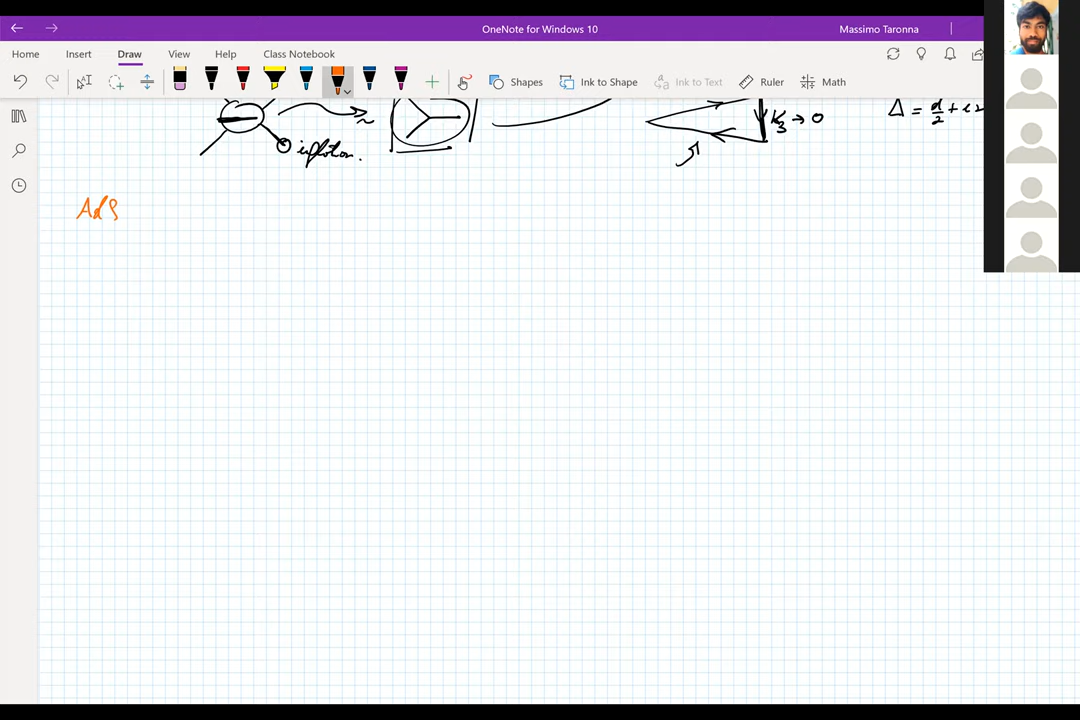 OneNote for Windows 10
Massimo Taronna
Home Insert Draw View Help Class Notebook
Shapes Ink to Shape Ink to Text Ruler Math
K₃ → 0
Δ = d/2 + i
inflaton.
AdS